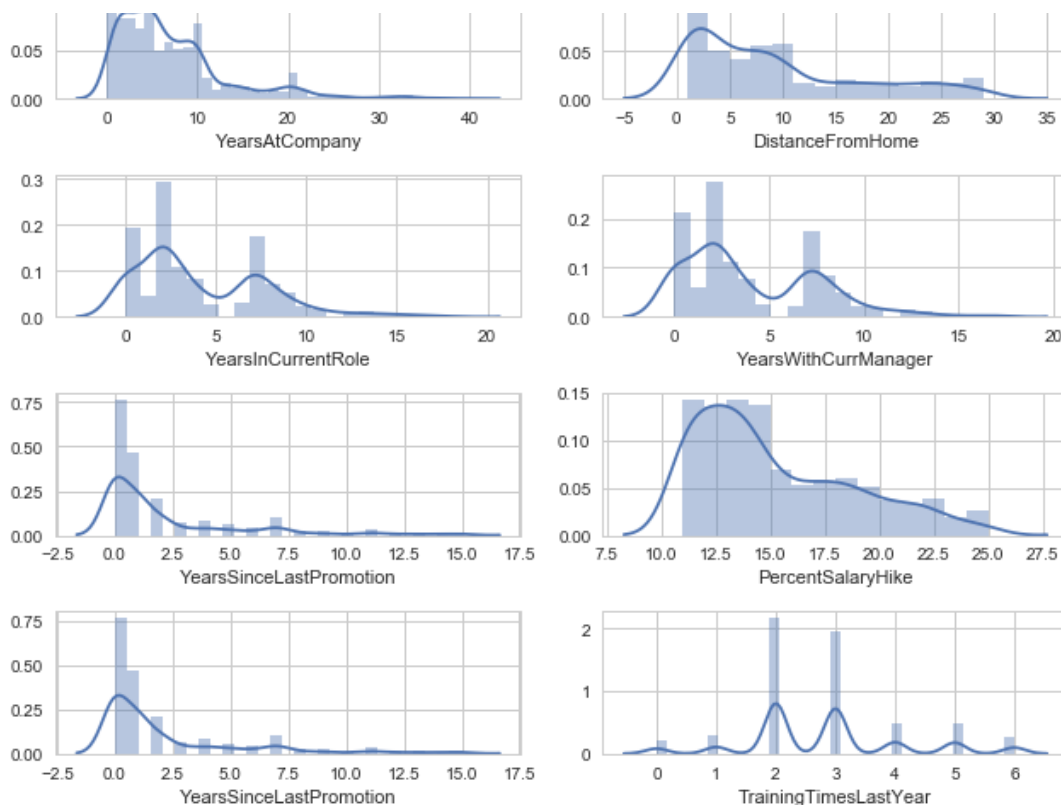 0.05
0.00
0 10 20 30 40
YearsAtCompany
0.05
0.00
−5 0 5 10 15 20 25 30 35
DistanceFromHome
0.3
0.2
0.1
0.0
0 5 10 15 20
YearsInCurrentRole
0.2
0.1
0.0
0 5 10 15 20
YearsWithCurrManager
0.75
0.50
0.25
0.00
−2.5 0.0 2.5 5.0 7.5 10.0 12.5 15.0 17.5
YearsSinceLastPromotion
0.15
0.10
0.05
0.00
7.5 10.0 12.5 15.0 17.5 20.0 22.5 25.0 27.5
PercentSalaryHike
0.75
0.50
0.25
0.00
−2.5 0.0 2.5 5.0 7.5 10.0 12.5 15.0 17.5
YearsSinceLastPromotion
2
1
0
0 1 2 3 4 5 6
TrainingTimesLastYear